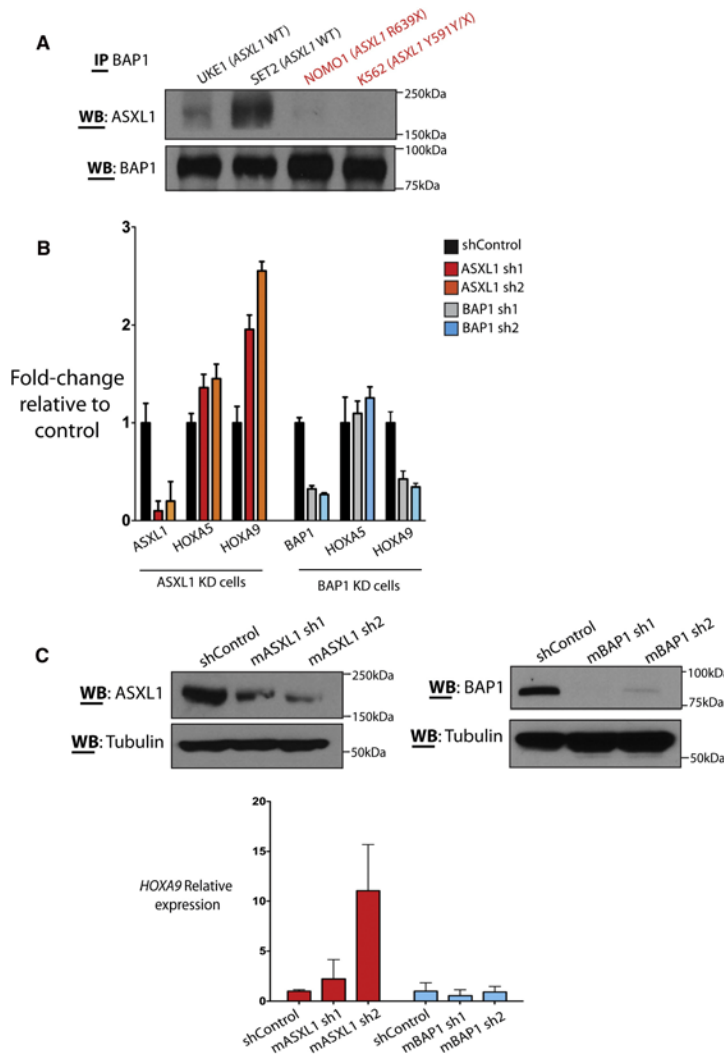 A
IP BAP1
UKE1 (ASXL1 WT)
SET2 (ASXL1 WT)
NOMO1 (ASXL1 R639X)
K562 (ASXL1 Y591Y/X)
WB: ASXL1
250kDa
150kDa
WB: BAP1
100kDa
75kDa
B
3
2
1
0
Fold-change
relative to
control
shControl
ASXL1 sh1
ASXL1 sh2
BAP1 sh1
BAP1 sh2
ASXL1
HOXA5
HOXA9
BAP1
HOXA5
HOXA9
ASXL1 KD cells
BAP1 KD cells
C
shControl
mASXL1 sh1
mASXL1 sh2
WB: ASXL1
250kDa
150kDa
WB: Tubulin
50kDa
shControl
mBAP1 sh1
mBAP1 sh2
WB: BAP1
100kDa
75kDa
WB: Tubulin
50kDa
20
15
10
5
0
HOXA9 Relative
expression
shControl
mASXL1 sh1
mASXL1 sh2
shControl
mBAP1 sh1
mBAP1 sh2